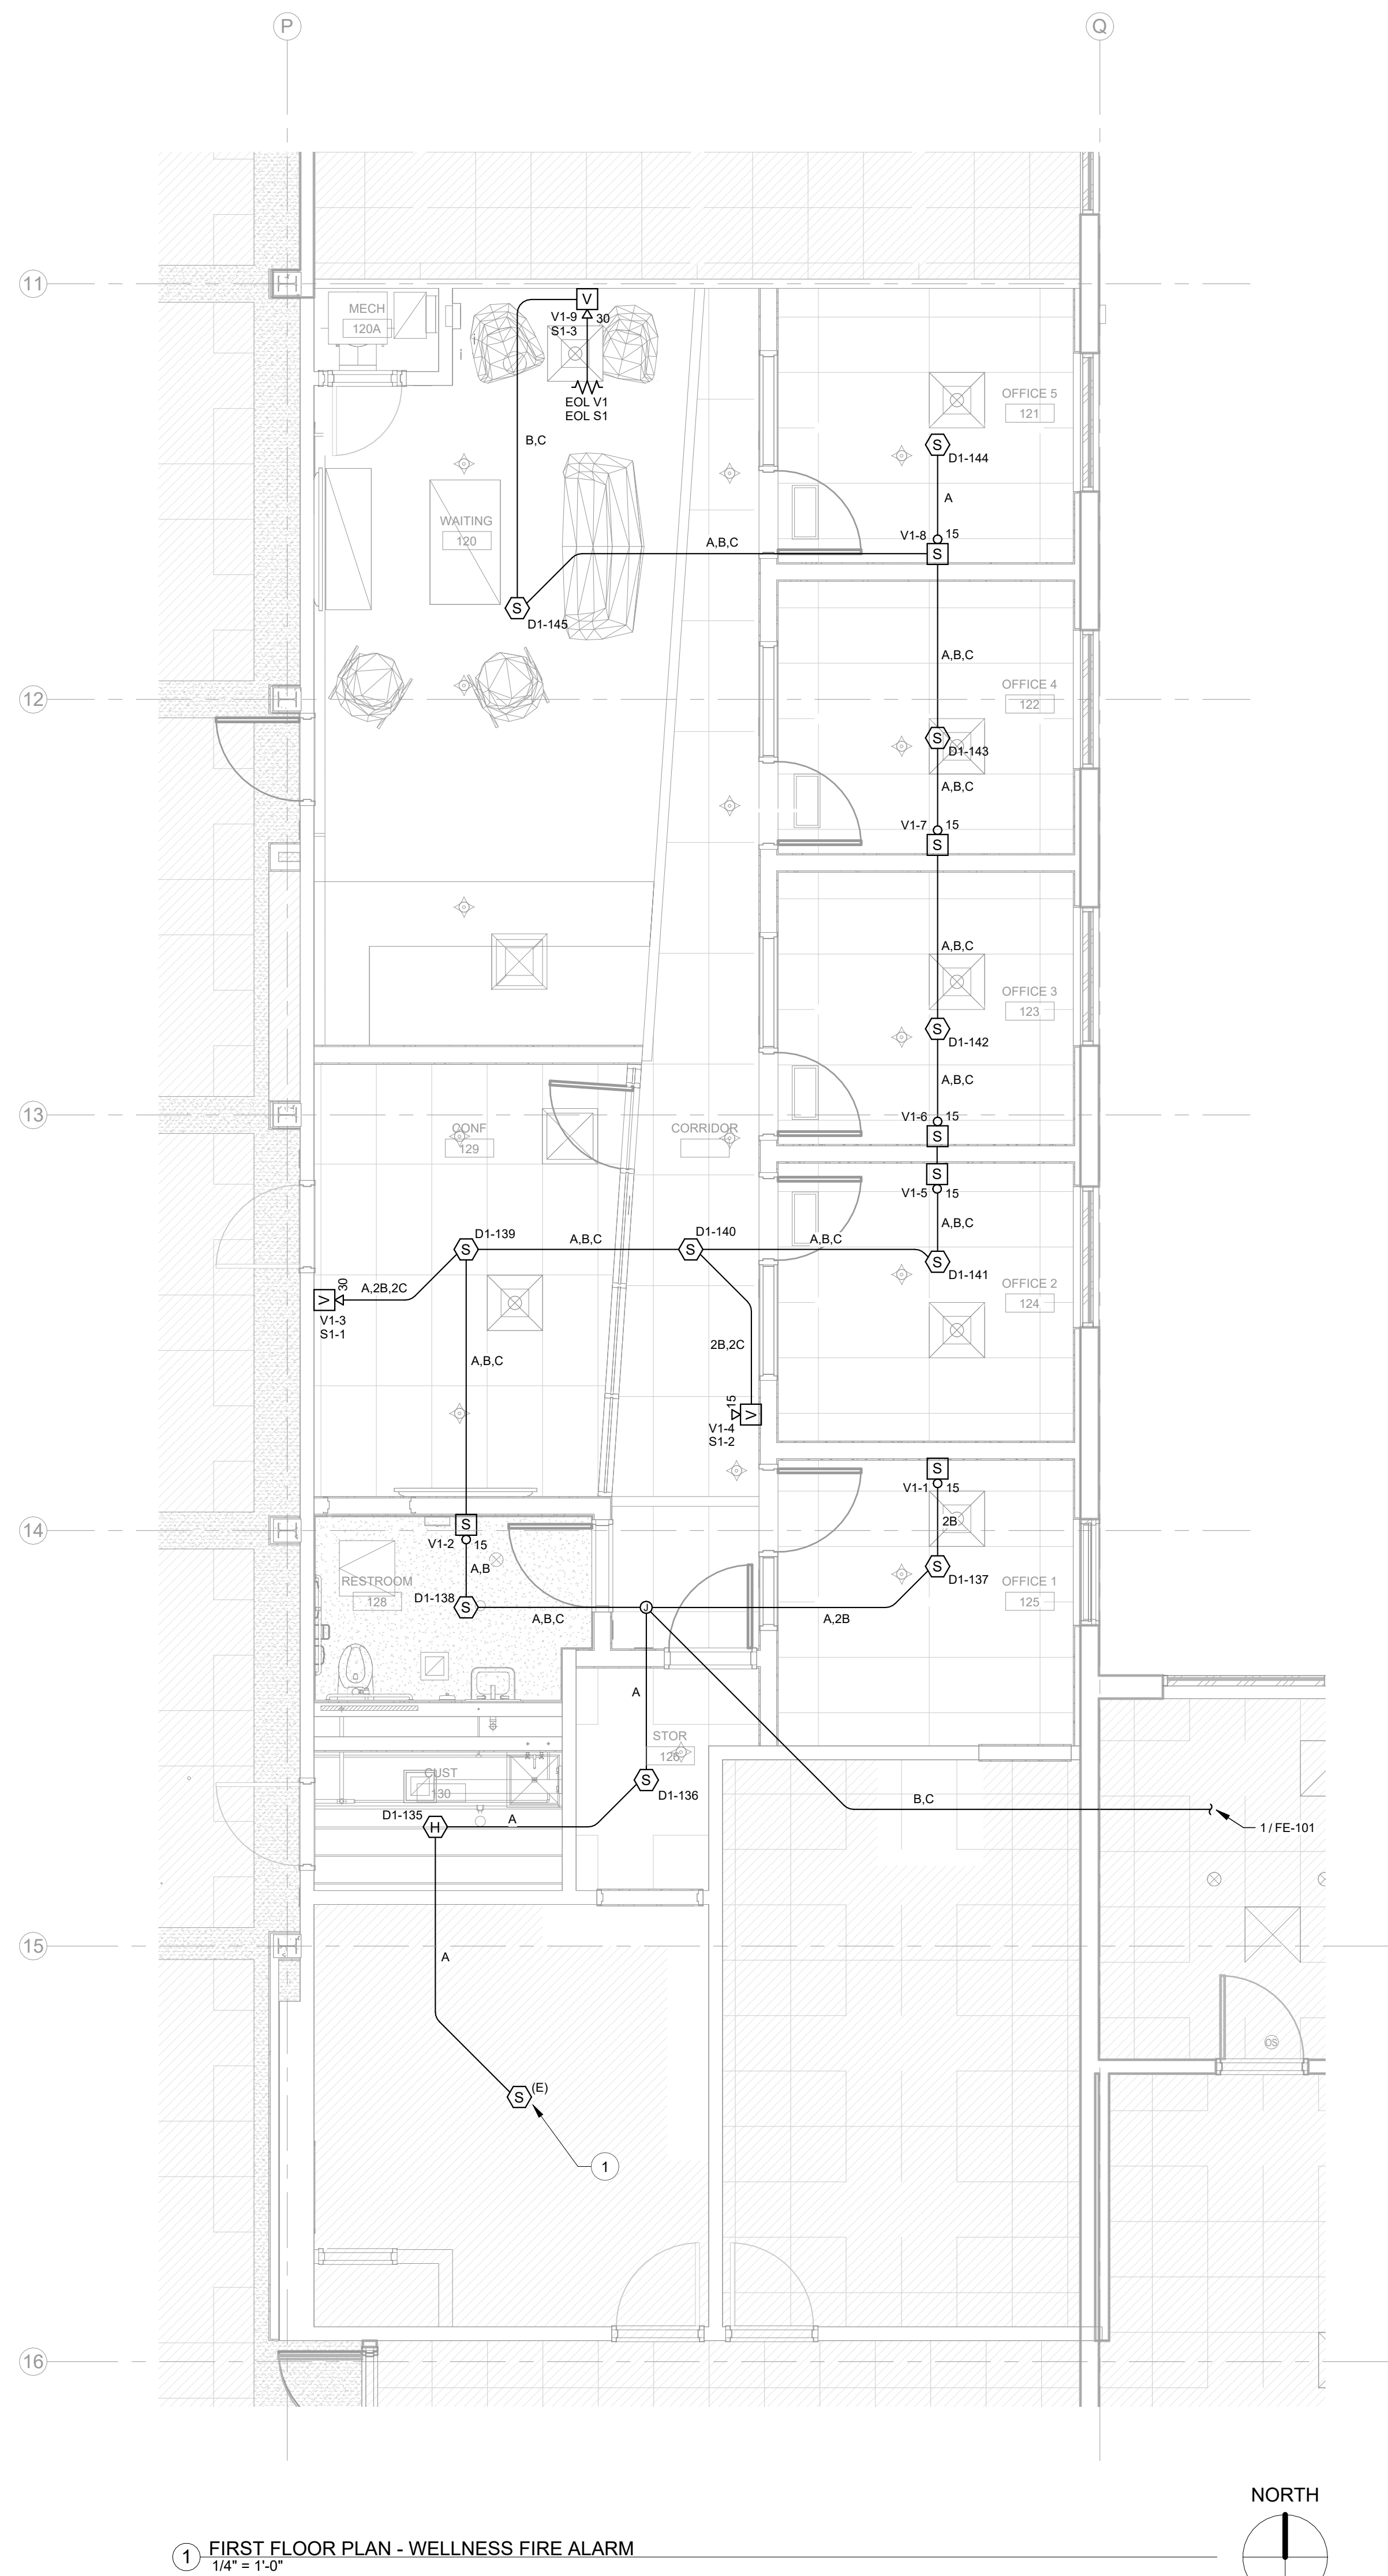 P
Q
11
MECH
120A
V
V1-9
30
S1-3
EOL V1
EOL S1
OFFICE 5
121
S
D1-144
B,C
A
WAITING
120
V1-8
15
S
A,B,C
S
D1-145
A,B,C
12
OFFICE 4
122
S
D1-143
A,B,C
V1-7
15
S
A,B,C
OFFICE 3
123
S
D1-142
A,B,C
13
V1-6
15
S
CONF
129
CORRIDOR
S
V1-5
15
A,B,C
D1-139
S
A,B,C
D1-140
S
A,B,C
S
D1-141
OFFICE 2
124
30
A,2B,2C
V
V1-3
S1-1
2B,2C
A,B,C
15
V
V1-4
S1-2
S
V1-1
15
14
S
V1-2
15
2B
A,B
S
D1-137
RESTROOM
128
D1-138
S
J
OFFICE 1
125
A,B,C
A,2B
A
STOR
126
CUST
130
S
D1-136
D1-135
H
A
B,C
1 / FE-101
15
A
OS
S
(E)
1
16
NORTH
1
FIRST FLOOR PLAN - WELLNESS FIRE ALARM
1/4" = 1'-0"